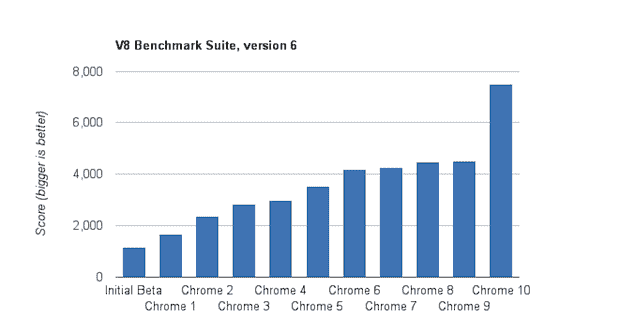 V8 Benchmark Suite, version 6
8,000
6,000
4,000
2,000
0
Score (bigger is better)
Initial Beta Chrome 2 Chrome 4 Chrome 6 Chrome 8 Chrome 10
Chrome 1 Chrome 3 Chrome 5 Chrome 7 Chrome 9